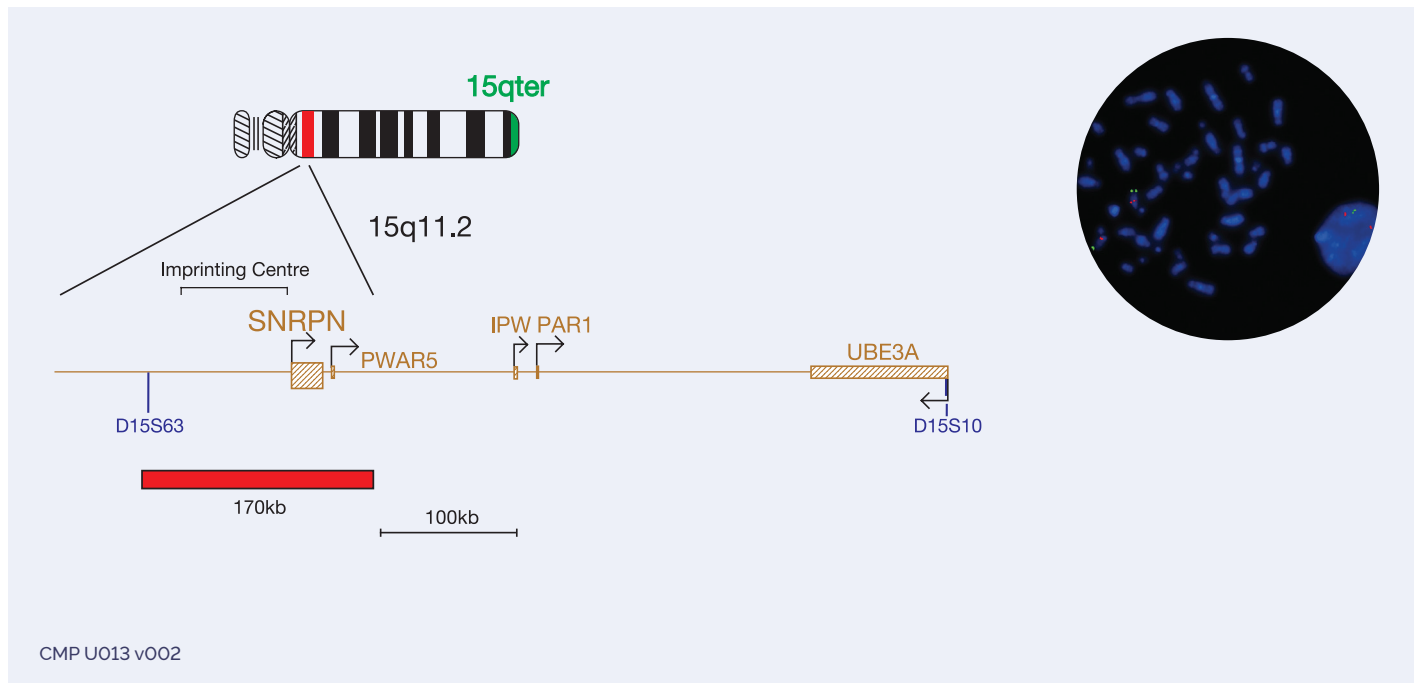 15qter
15q11.2
Imprinting Centre
SNRPN
PWAR5
IPW PAR1
UBE3A
D15S63
D15S10
170kb
100kb
CMP U013 v002